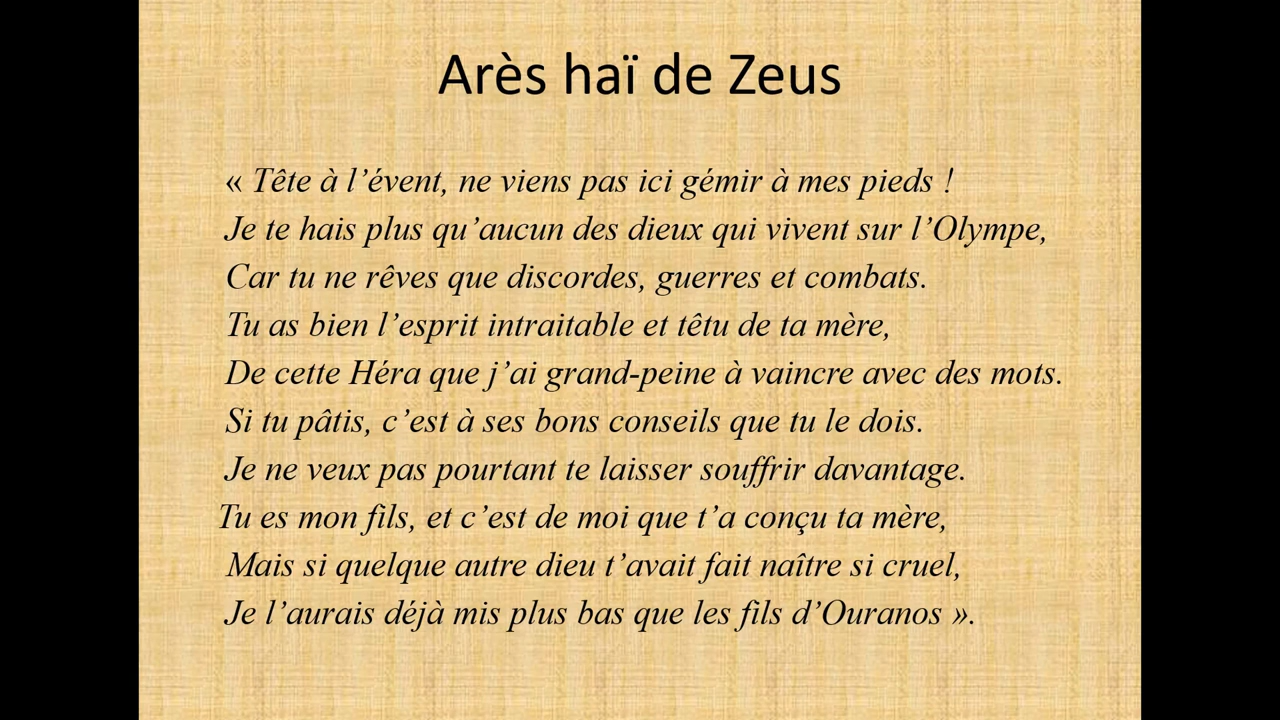 Arès haï de Zeus
« Tête à l’évent, ne viens pas ici gémir à mes pieds !
Je te hais plus qu’aucun des dieux qui vivent sur l’Olympe,
Car tu ne rêves que discordes, guerres et combats.
Tu as bien l’esprit intraitable et têtu de ta mère,
De cette Héra que j’ai grand-peine à vaincre avec des mots.
Si tu pâtis, c’est à ses bons conseils que tu le dois.
Je ne veux pas pourtant te laisser souffrir davantage.
Tu es mon fils, et c’est de moi que t’a conçu ta mère,
Mais si quelque autre dieu t’avait fait naître si cruel,
Je l’aurais déjà mis plus bas que les fils d’Ouranos ».